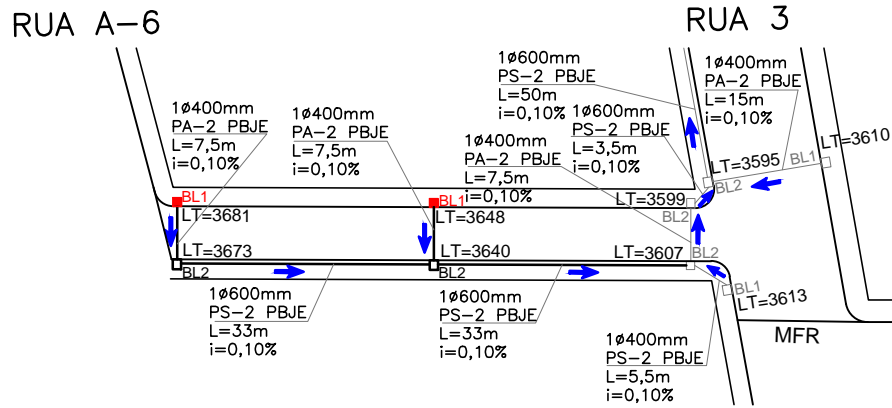 RUA A-6
RUA 3
1ø600mm
PS-2 PBJE
L=50m
i=0,10%
1ø400mm
PA-2 PBJE
L=15m
i=0,10%
1ø400mm
PA-2 PBJE
L=7,5m
i=0,10%
1ø400mm
PA-2 PBJE
L=7,5m
i=0,10%
1ø600mm
PS-2 PBJE
L=3,5m
i=0,10%
1ø400mm
PA-2 PBJE
L=7,5m
i=0,10%
LT=3610
LT=3595
BL1
BL2
BL1
LT=3681
BL1
LT=3648
LT=3599
BL2
LT=3673
BL2
LT=3640
BL2
LT=3607
BL2
BL1
LT=3613
1ø600mm
PS-2 PBJE
L=33m
i=0,10%
1ø600mm
PS-2 PBJE
L=33m
i=0,10%
1ø400mm
PS-2 PBJE
L=5,5m
i=0,10%
MFR